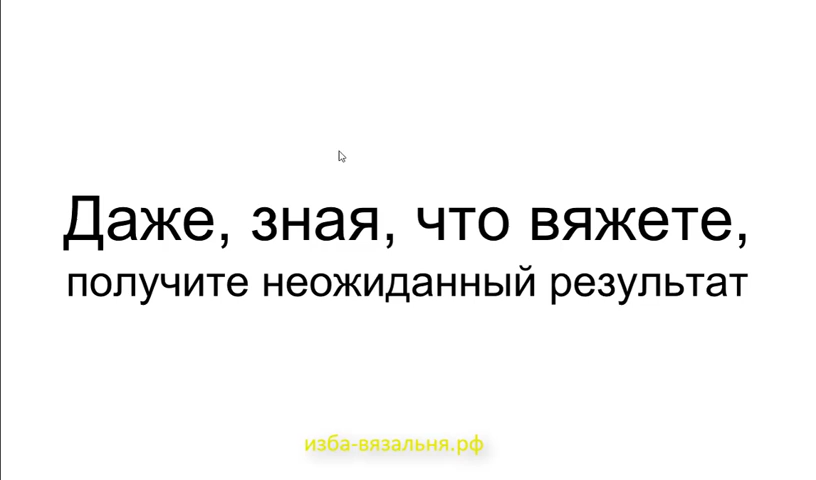 Даже, зная, что вяжете,
получите неожиданный результат
изба-вязальня.рф